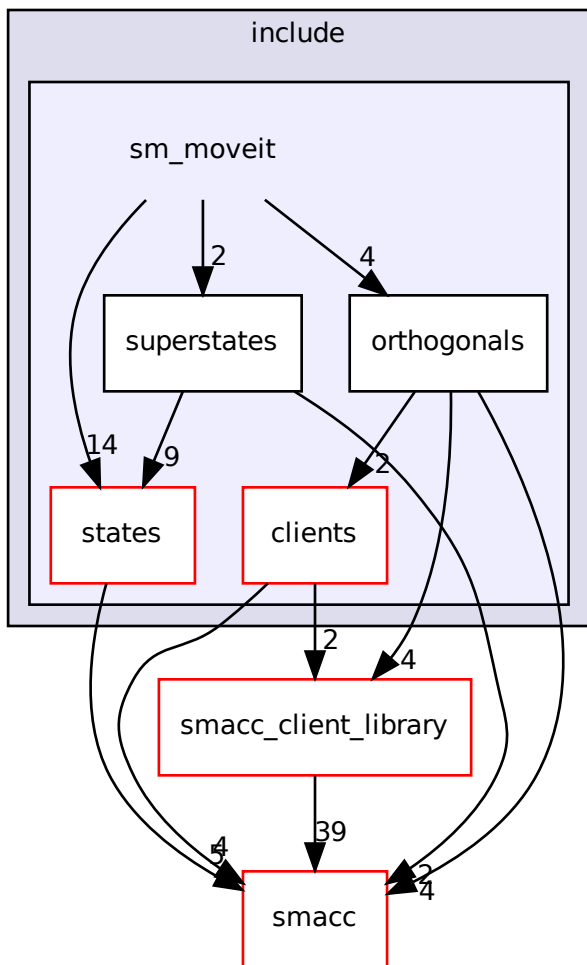 include
sm_moveit
2
4
superstates
orthogonals
14
9
2
states
clients
2
4
smacc_client_library
39
4
5
2
4
smacc